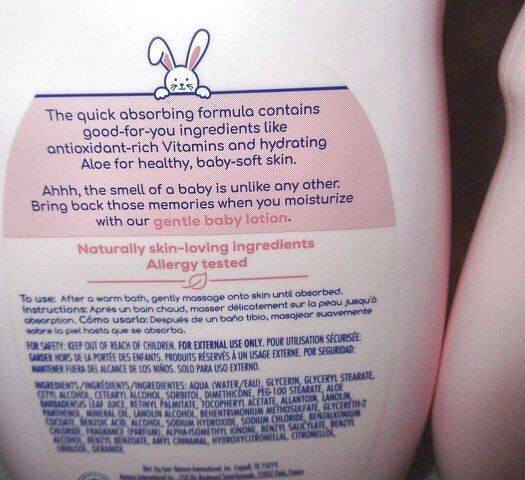 The quick absorbing formula contains
good-for-you ingredients like
antioxidant-rich Vitamins and hydrating
Aloe for healthy, baby-soft skin.
Ahhh, the smell of a baby is unlike any other.
Bring back those memories when you moisturize
with our gentle baby lotion.
Naturally skin-loving ingredients
Allergy tested
To use: After a warm bath, gently massage onto skin until absorbed.
Instructions: Après un bain chaud, masser délicatement sur la peau jusqu'à
absorption. Cómo usarlo: Después de un baño tibio, masajear suavemente
sobre la piel hasta que se absorba.
FOR SAFETY: KEEP OUT OF REACH OF CHILDREN. FOR EXTERNAL USE ONLY. POUR UTILISATION SÉCURISÉE:
GARDER HORS DE LA PORTÉE DES ENFANTS. PRODUITS RÉSERVÉS À UN USAGE EXTERNE. POR SEGURIDAD:
MANTENER FUERA DEL ALCANCE DE LOS NIÑOS. SOLO PARA USO EXTERNO.
INGREDIENTS/INGRÉDIENTS/INGREDIENTES: AQUA (WATER/EAU), GLYCERIN, GLYCERYL STEARATE,
CETYL ALCOHOL, CETEARYL ALCOHOL, SORBITOL, DIMETHICONE, PEG-100 STEARATE, ALOE
BARBADENSIS LEAF JUICE, RETINYL PALMITATE, TOCOPHERYL ACETATE, ALLANTOIN, LANOLIN,
PANTHENOL, MINERAL OIL, LANOLIN ALCOHOL, BEHENTRIMONIUM METHOSULFATE, GLYCERETH-2
COCOATE, BENZOIC ACID, ALCOHOL, SODIUM HYDROXIDE, SODIUM CHLORIDE, BENZALKONIUM
CHLORIDE, FRAGRANCE (PARFUM), ALPHA-ISOMETHYL IONONE, BENZYL SALICYLATE, BENZYL
ALCOHOL, BENZYL BENZOATE, AMYL CINNAMAL, HYDROXYCITRONELLAL, CITRONELLOL,
LINALOOL, GERANIOL